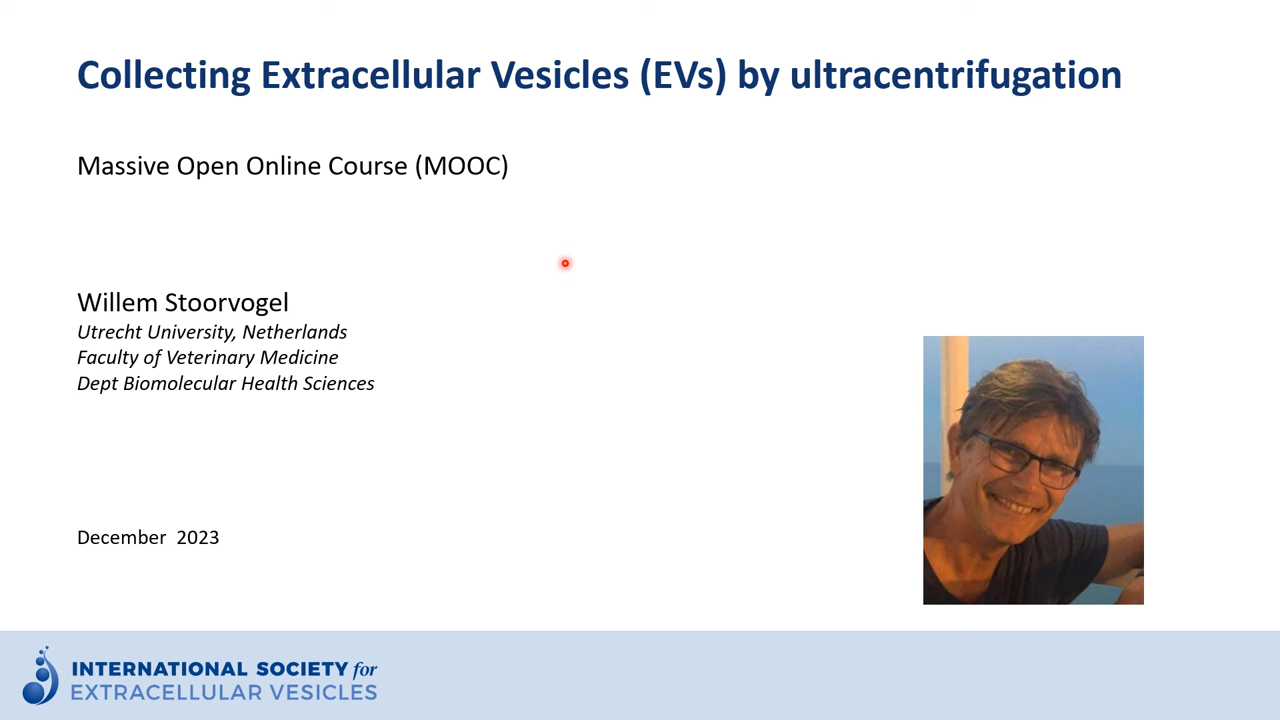 Collecting Extracellular Vesicles (EVs) by ultracentrifugation
Massive Open Online Course (MOOC)
Willem Stoorvogel
Utrecht University, Netherlands
Faculty of Veterinary Medicine
Dept Biomolecular Health Sciences
December 2023
INTERNATIONAL SOCIETY for
EXTRACELLULAR VESICLES